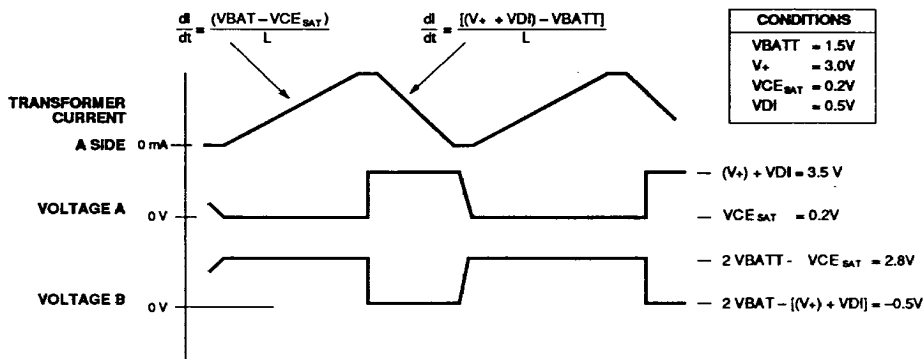 dI/dt = (VBAT – VCE SAT) / L
dI/dt = [(V+ + VDI) – VBATT] / L
CONDITIONS
VBATT = 1.5V
V+ = 3.0V
VCE SAT = 0.2V
VDI = 0.5V
TRANSFORMER
CURRENT
A SIDE 0 mA
(V+) + VDI = 3.5 V
VOLTAGE A 0 V
VCE SAT = 0.2V
2 VBATT - VCE SAT = 2.8V
VOLTAGE B 0 V
2 VBAT – [(V+) + VDI] = –0.5V